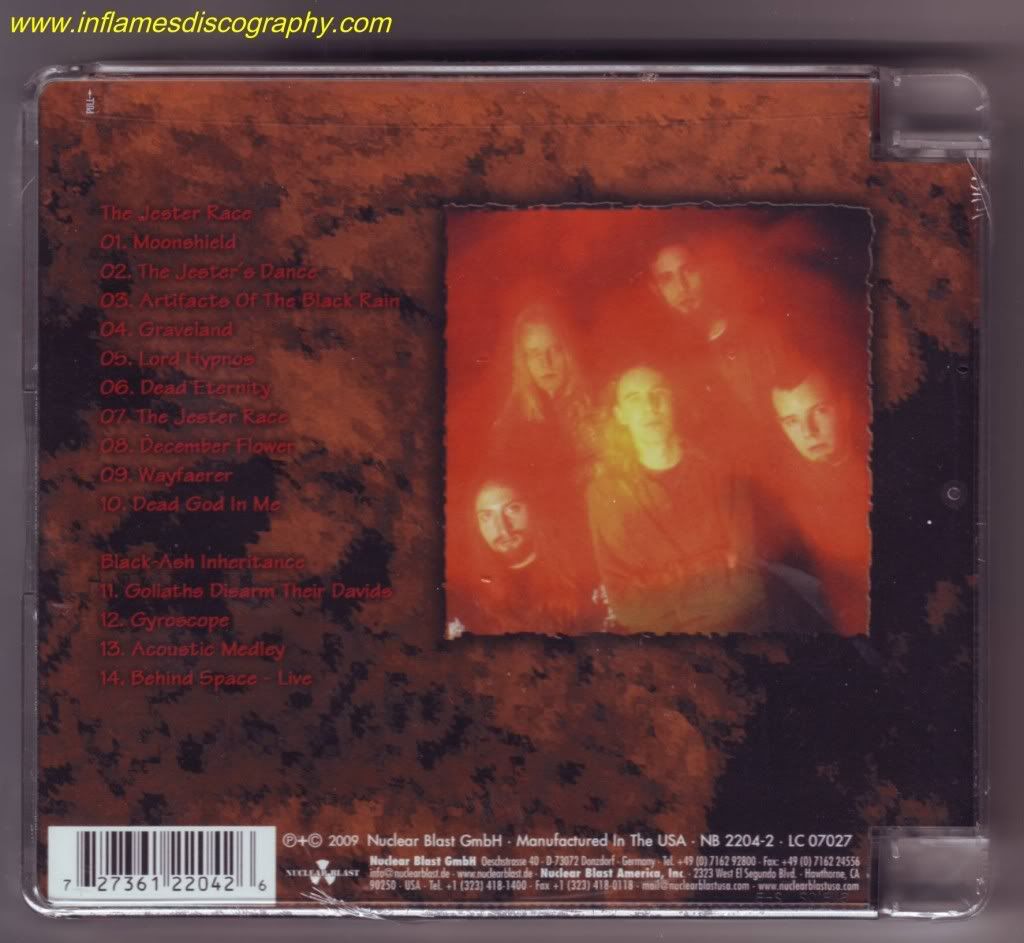 www.inflamesdiscography.com
PULL→
The Jester Race
01. Moonshield
02. The Jester's Dance
03. Artifacts Of The Black Rain
04. Graveland
05. Lord Hypnos
06. Dead Eternity
07. The Jester Race
08. December Flower
09. Wayfaerer
10. Dead God In Me
Black-Ash Inheritance
11. Goliaths Disarm Their Davids
12. Gyroscope
13. Acoustic Medley
14. Behind Space - Live
℗+© 2009 Nuclear Blast GmbH · Manufactured In The USA · NB 2204-2 · LC 07027
NUCLEAR BLAST
Nuclear Blast GmbH Oeschstrasse 40 · D-73072 Donzdorf · Germany · Tel. +49 (0) 7162 92800 · Fax: +49 (0) 7162 24556
info@nuclearblast.de · www.nuclearblast.de · Nuclear Blast America, Inc. · 2323 West El Segundo Blvd. · Hawthorne, CA
90250 · USA · Tel. +1 (323) 418-1400 · Fax +1 (323) 418-0118 · mail@nuclearblastusa.com · www.nuclearblastusa.com
7 27361 22042 6